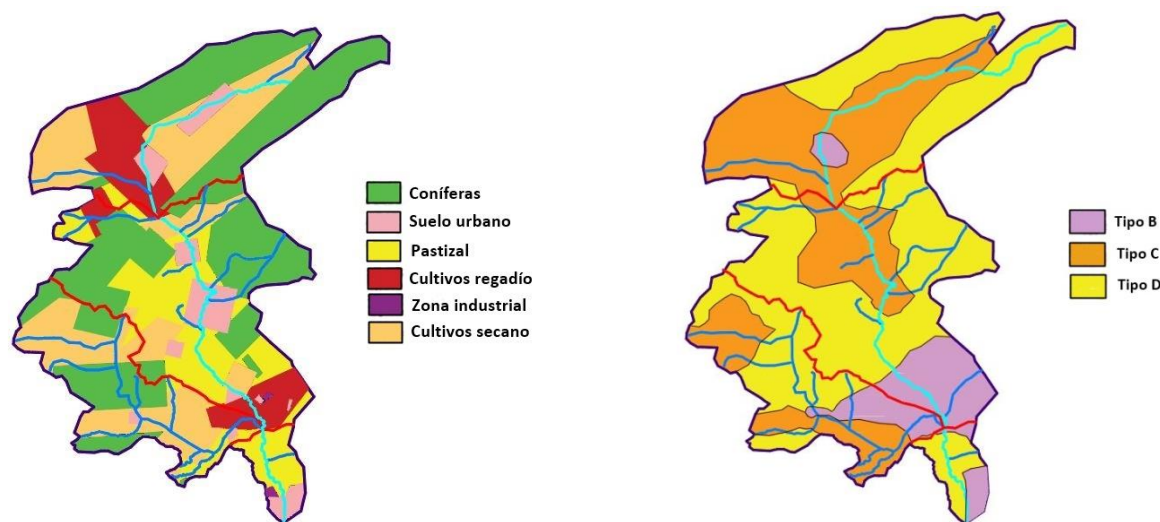 Coníferas
Suelo urbano
Pastizal
Cultivos regadío
Zona industrial
Cultivos secano
Tipo B
Tipo C
Tipo D